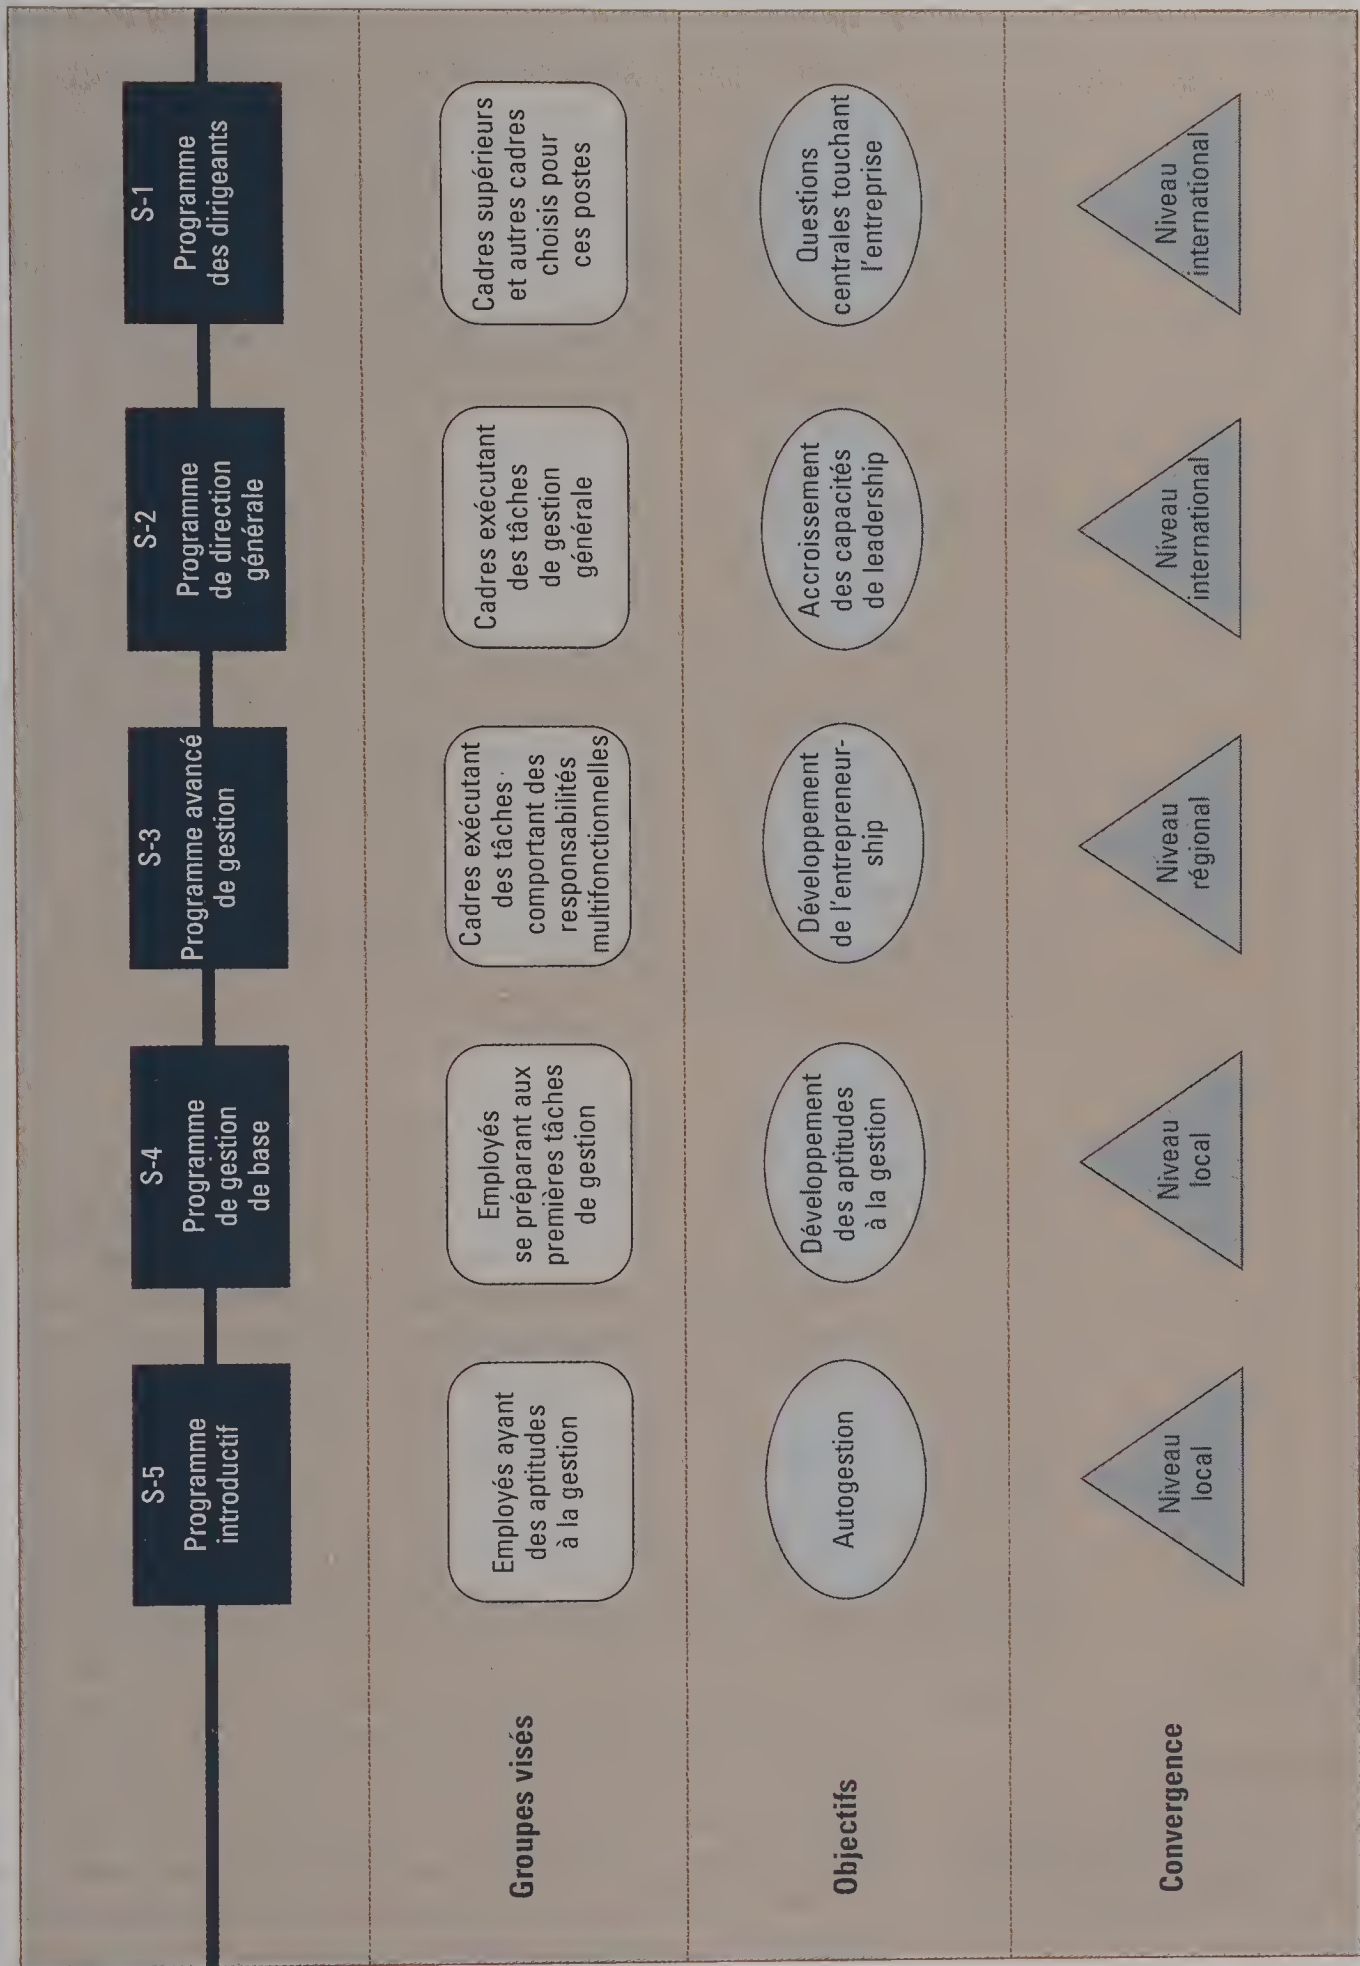 S-5
Programme
introductif
S-4
Programme
de gestion
de base
S-3
Programme avancé
de gestion
S-2
Programme
de direction
générale
S-1
Programme
des dirigeants
Groupes visés
Employés ayant
des aptitudes
à la gestion
Employés
se préparant aux
premières tâches
de gestion
Cadres exécutant
des tâches
comportant des
responsabilités
multifonctionnelles
Cadres exécutant
des tâches
de gestion
générale
Cadres supérieurs
et autres cadres
choisis pour
ces postes
Objectifs
Autogestion
Développement
des aptitudes
à la gestion
Développement
de l'entrepreneur-
ship
Accroissement
des capacités
de leadership
Questions
centrales touchant
l'entreprise
Convergence
Niveau
local
Niveau
local
Niveau
régional
Niveau
international
Niveau
international